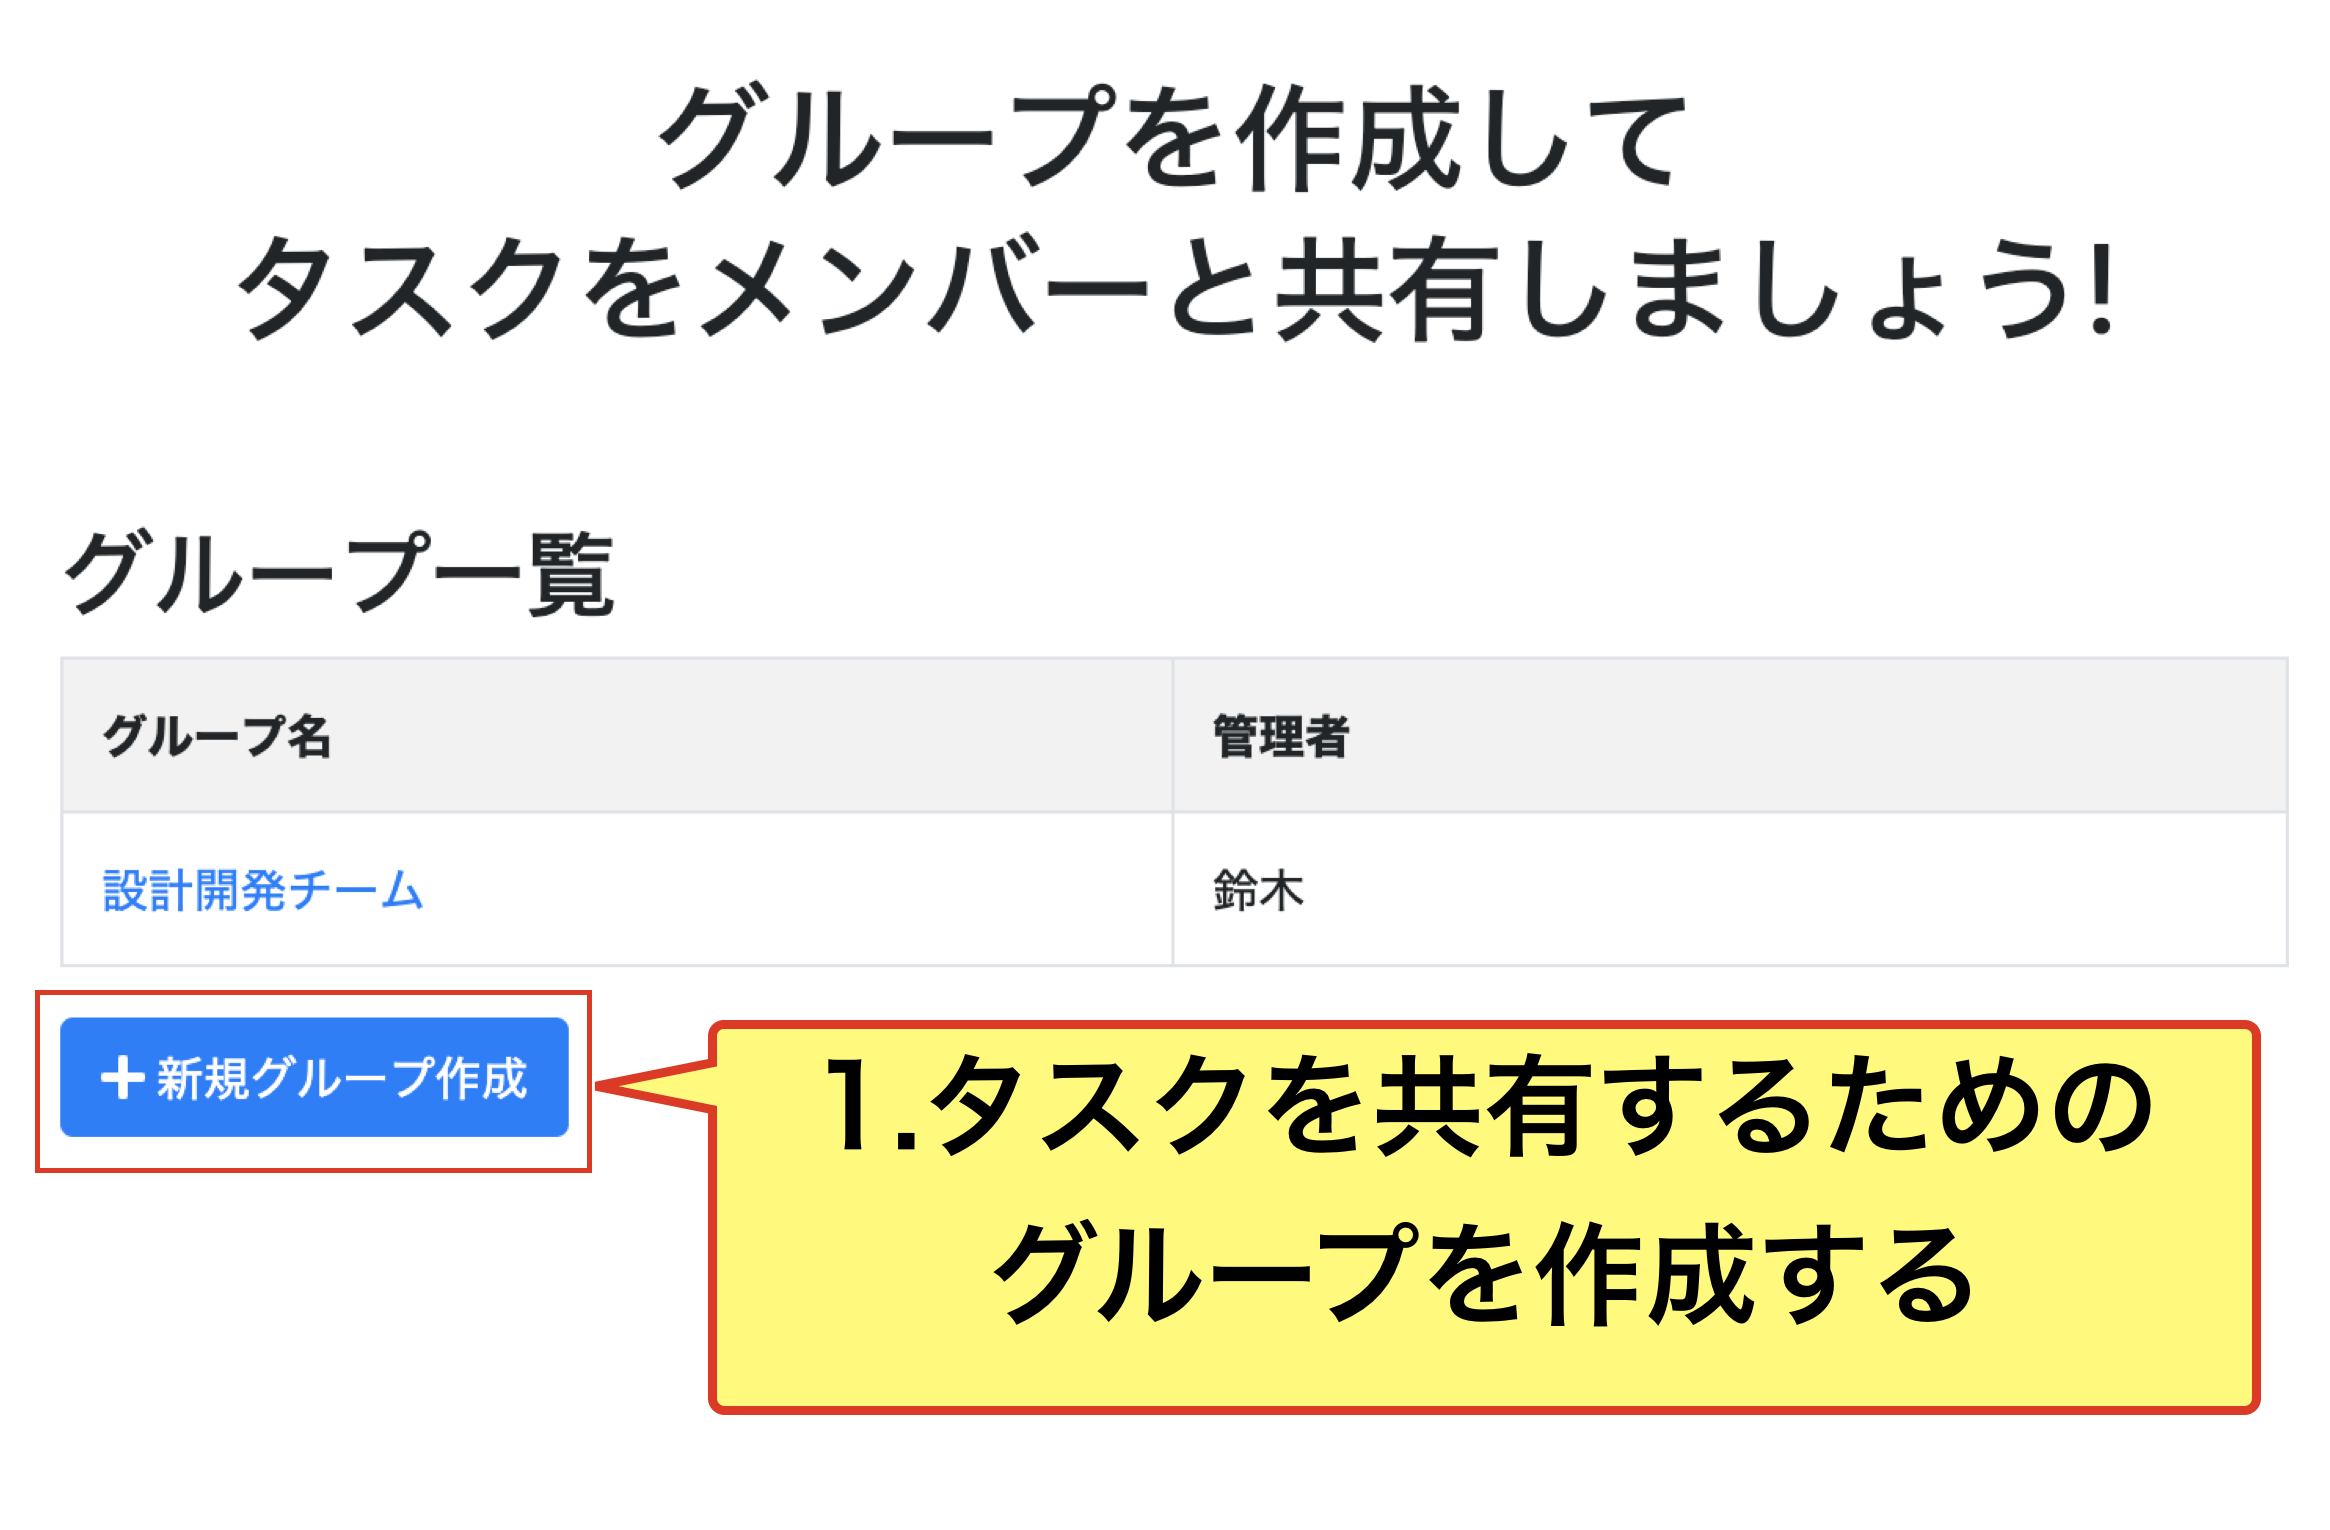 グループを作成して
タスクをメンバーと共有しましょう!
グループ一覧
グループ名
管理者
設計開発チーム
鈴木
+新規グループ作成
1.タスクを共有するための
グループを作成する